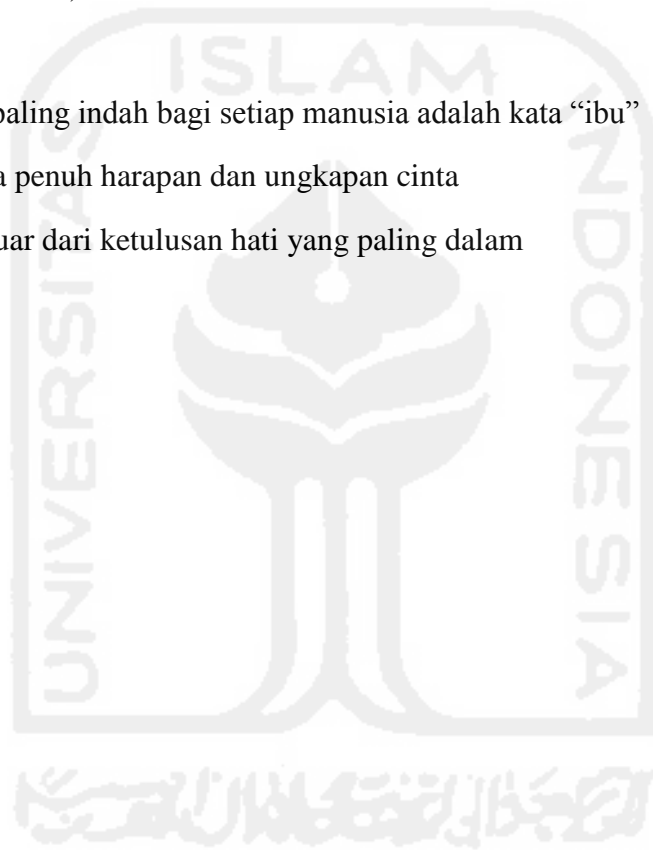 paling indah bagi setiap manusia adalah kata “ibu”
penuh harapan dan ungkapan cinta
dari ketulusan hati yang paling dalam
ISLAM
UNIVERSITAS
INDONESIA